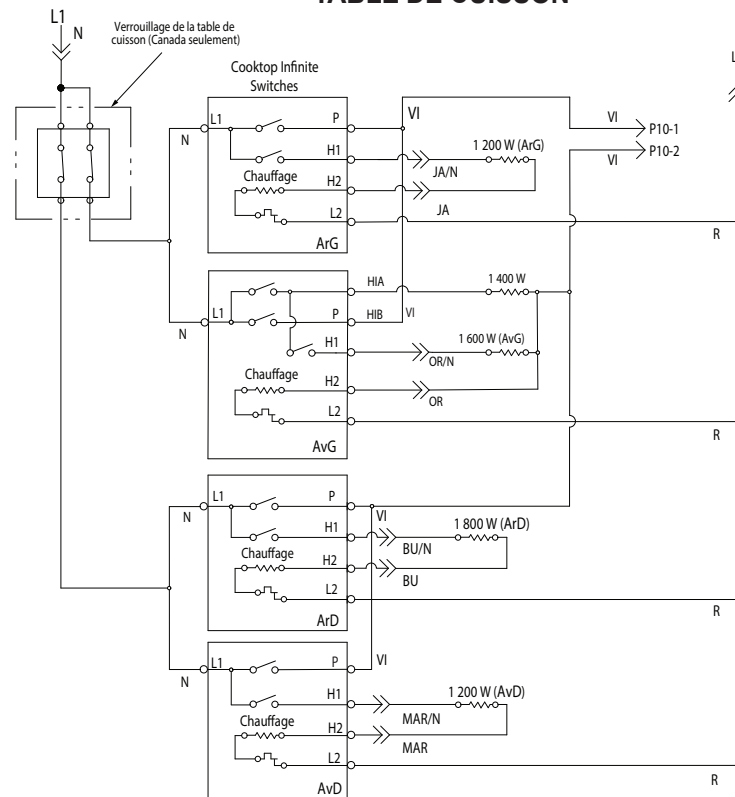 TABLE DE CUISSON
L1
N
Verrouillage de la table de
cuisson (Canada seulement)
L
Cooktop Infinite
Switches
L1
P
VI
VI
P10-1
N
H1
1 200 W (ArG)
VI
P10-2
JA/N
Chauffage
H2
JA
L2
R
ArG
HIA
1 400 W
L1
P
HIB
VI
N
H1
1 600 W (AvG)
OR/N
Chauffage
H2
OR
L2
R
AvG
L1
P
N
VI
H1
1 800 W (ArD)
BU/N
Chauffage
H2
BU
L2
R
ArD
L1
P
VI
N
H1
1 200 W (AvD)
MAR/N
Chauffage
H2
MAR
L2
R
AvD